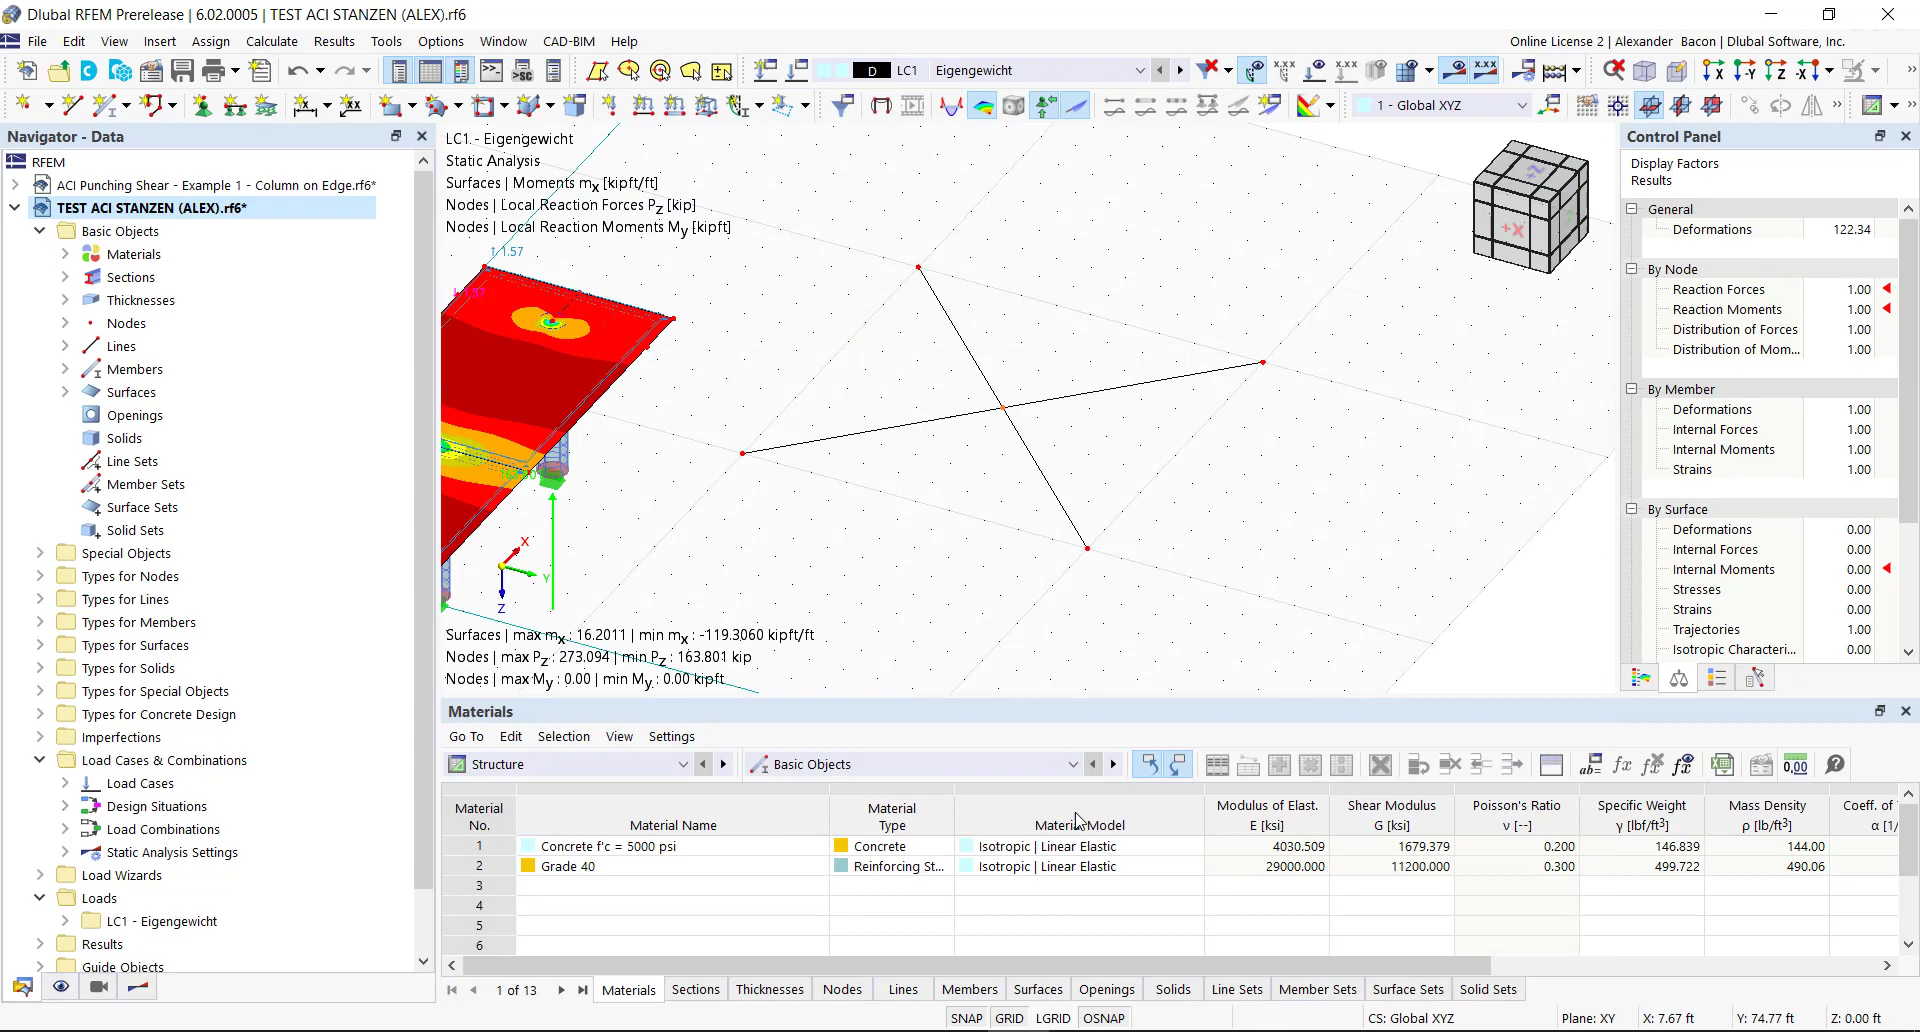 Dlubal RFEM Prerelease | 6.02.0005 | TEST ACI STANZEN (ALEX).rf6
File Edit View Insert Assign Calculate Results Tools Options Window CAD-BIM Help
Online License 2 | Alexander Bacon | Dlubal Software, Inc.
D LC1 Eigengewicht
1 - Global XYZ
Navigator - Data
RFEM
ACI Punching Shear - Example 1 - Column on Edge.rf6*
TEST ACI STANZEN (ALEX).rf6*
Basic Objects
Materials
Sections
Thicknesses
Nodes
Lines
Members
Surfaces
Openings
Solids
Line Sets
Member Sets
Surface Sets
Solid Sets
Special Objects
Types for Nodes
Types for Lines
Types for Members
Types for Surfaces
Types for Solids
Types for Special Objects
Types for Concrete Design
Imperfections
Load Cases & Combinations
Load Cases
Design Situations
Load Combinations
Static Analysis Settings
Load Wizards
Loads
LC1 - Eigengewicht
Results
Guide Objects
LC1 - Eigengewicht
Static Analysis
Surfaces | Moments mx [kipft/ft]
Nodes | Local Reaction Forces Pz [kip]
Nodes | Local Reaction Moments My [kipft]
1.57
1.57
X
Y
Z
+X
Surfaces | max mx : 16.2011 | min mx : -119.3060 kipft/ft
Nodes | max Pz : 273.094 | min Pz : 163.801 kip
Nodes | max My : 0.00 | min My : 0.00 kipft
Control Panel
Display Factors
Results
General
Deformations 122.34
By Node
Reaction Forces 1.00
Reaction Moments 1.00
Distribution of Forces 1.00
Distribution of Mom... 1.00
By Member
Deformations 1.00
Internal Forces 1.00
Internal Moments 1.00
Strains 1.00
By Surface
Deformations 0.00
Internal Forces 0.00
Internal Moments 0.00
Stresses 0.00
Strains 0.00
Trajectories 1.00
Isotropic Characteri... 0.00
Materials
Go To Edit Selection View Settings
Structure
Basic Objects
Material No. Material Name Material Type Material Model Modulus of Elast. E [ksi] Shear Modulus G [ksi] Poisson's Ratio ν [--] Specific Weight γ [lbf/ft³] Mass Density ρ [lb/ft³] Coeff. of α [1/
1 Concrete f'c = 5000 psi Concrete Isotropic | Linear Elastic 4030.509 1679.379 0.200 146.839 144.00
2 Grade 40 Reinforcing St... Isotropic | Linear Elastic 29000.000 11200.000 0.300 499.722 490.06
3
4
5
6
1 of 13 Materials Sections Thicknesses Nodes Lines Members Surfaces Openings Solids Line Sets Member Sets Surface Sets Solid Sets
SNAP GRID LGRID OSNAP CS: Global XYZ Plane: XY X: 7.67 ft Y: 74.77 ft Z: 0.00 ft